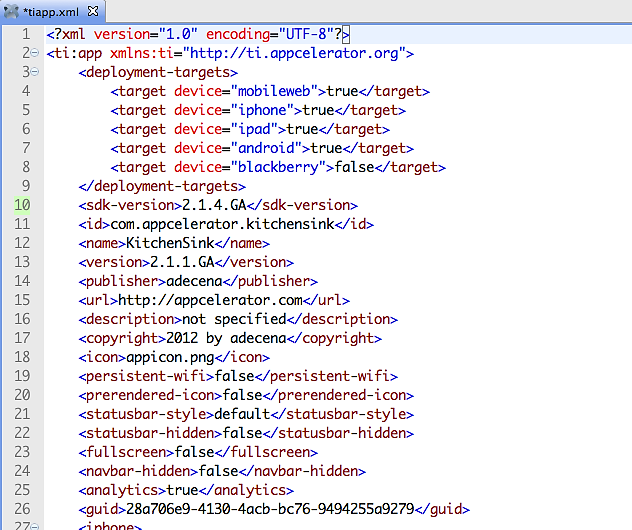 *tiapp.xml
1 <?xml version="1.0" encoding="UTF-8"?>
2 <ti:app xmlns:ti="http://ti.appcelerator.org">
3 <deployment-targets>
4 <target device="mobileweb">true</target>
5 <target device="iphone">true</target>
6 <target device="ipad">true</target>
7 <target device="android">true</target>
8 <target device="blackberry">false</target>
9 </deployment-targets>
10 <sdk-version>2.1.4.GA</sdk-version>
11 <id>com.appcelerator.kitchensink</id>
12 <name>KitchenSink</name>
13 <version>2.1.1.GA</version>
14 <publisher>adecena</publisher>
15 <url>http://appcenerator.com</url>
16 <description>not specified</description>
17 <copyright>2012 by adecena</copyright>
18 <icon>appicon.png</icon>
19 <persistent-wifi>false</persistent-wifi>
20 <prerendered-icon>false</prerendered-icon>
21 <statusbar-style>default</statusbar-style>
22 <statusbar-hidden>false</statusbar-hidden>
23 <fullscreen>false</fullscreen>
24 <navbar-hidden>false</navbar-hidden>
25 <analytics>true</analytics>
26 <guid>28a706e9-4130-4acb-bc76-9494255a9279</guid>
27 <iphone>